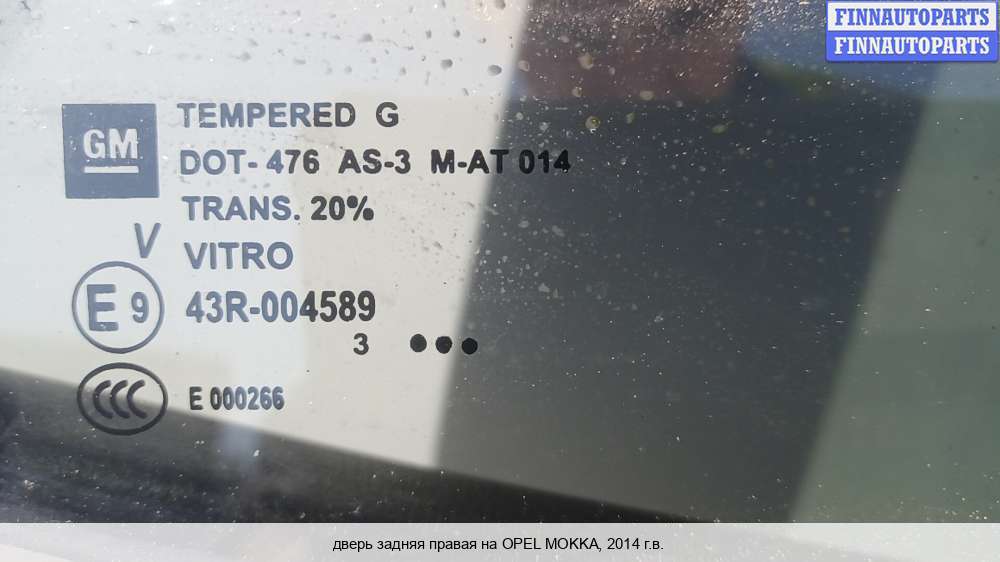 FINNAUTOPARTS
FINNAUTOPARTS
GM
TEMPERED G
DOT- 476 AS-3 M-AT 014
TRANS. 20%
V
VITRO
E 9
43R-004589
3 ●●●
CCC
E 000266
дверь задняя правая на OPEL MOKKA, 2014 г.в.